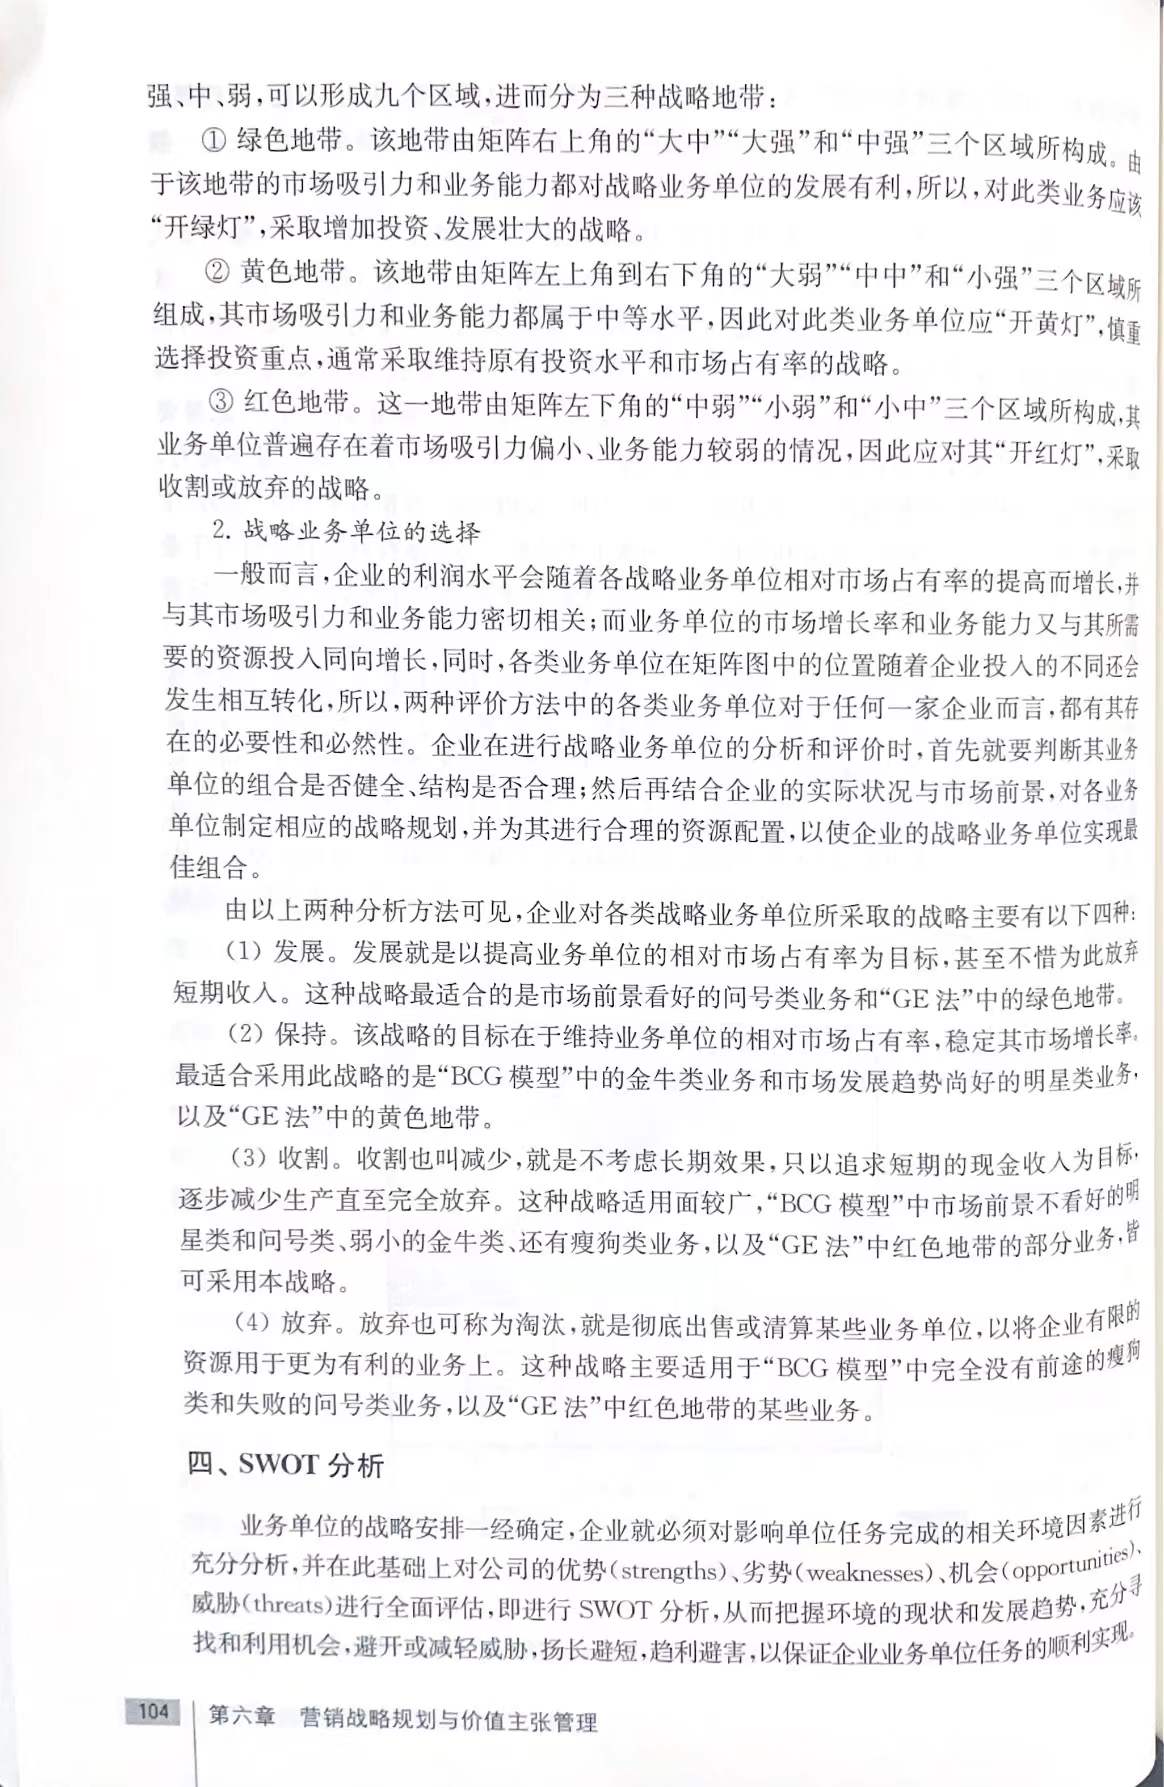 强、中、弱,可以形成九个区域,进而分为三种战略地带:
① 绿色地带。该地带由矩阵右上角的“大中”“大强”和“中强”三个区域所构成。由
于该地带的市场吸引力和业务能力都对战略业务单位的发展有利,所以,对此类业务应该
“开绿灯”,采取增加投资、发展壮大的战略。
② 黄色地带。该地带由矩阵左上角到右下角的“大弱”“中中”和“小强”三个区域所
组成,其市场吸引力和业务能力都属于中等水平,因此对此类业务单位应“开黄灯”,慎重
选择投资重点,通常采取维持原有投资水平和市场占有率的战略。
③ 红色地带。这一地带由矩阵左下角的“中弱”“小弱”和“小中”三个区域所构成,其
业务单位普遍存在着市场吸引力偏小、业务能力较弱的情况,因此应对其“开红灯”,采取
收割或放弃的战略。
2. 战略业务单位的选择
一般而言,企业的利润水平会随着各战略业务单位相对市场占有率的提高而增长,并
与其市场吸引力和业务能力密切相关;而业务单位的市场增长率和业务能力又与其所需
要的资源投入同向增长,同时,各类业务单位在矩阵图中的位置随着企业投入的不同还会
发生相互转化,所以,两种评价方法中的各类业务单位对于任何一家企业而言,都有其存
在的必要性和必然性。企业在进行战略业务单位的分析和评价时,首先就要判断其业务
单位的组合是否健全、结构是否合理;然后再结合企业的实际状况与市场前景,对各业务
单位制定相应的战略规划,并为其进行合理的资源配置,以使企业的战略业务单位实现最
佳组合。
由以上两种分析方法可见,企业对各类战略业务单位所采取的战略主要有以下四种:
(1) 发展。发展就是以提高业务单位的相对市场占有率为目标,甚至不惜为此放弃
短期收入。这种战略最适合的是市场前景看好的问号类业务和“GE 法”中的绿色地带。
(2) 保持。该战略的目标在于维持业务单位的相对市场占有率,稳定其市场增长率。
最适合采用此战略的是“BCG 模型”中的金牛类业务和市场发展趋势尚好的明星类业务,
以及“GE 法”中的黄色地带。
(3) 收割。收割也叫减少,就是不考虑长期效果,只以追求短期的现金收入为目标,
逐步减少生产直至完全放弃。这种战略适用面较广,“BCG 模型”中市场前景不看好的明
星类和问号类、弱小的金牛类、还有瘦狗类业务,以及“GE 法”中红色地带的部分业务,皆
可采用本战略。
(4) 放弃。放弃也可称为淘汰,就是彻底出售或清算某些业务单位,以将企业有限的
资源用于更为有利的业务上。这种战略主要适用于“BCG 模型”中完全没有前途的瘦狗
类和失败的问号类业务,以及“GE 法”中红色地带的某些业务。
四、SWOT 分析
业务单位的战略安排一经确定,企业就必须对影响单位任务完成的相关环境因素进行
充分分析,并在此基础上对公司的优势(strengths)、劣势(weaknesses)、机会(opportunities)、
威胁(threats)进行全面评估,即进行 SWOT 分析,从而把握环境的现状和发展趋势,充分寻
找和利用机会,避开或减轻威胁,扬长避短,趋利避害,以保证企业业务单位任务的顺利实现。
104 第六章 营销战略规划与价值主张管理